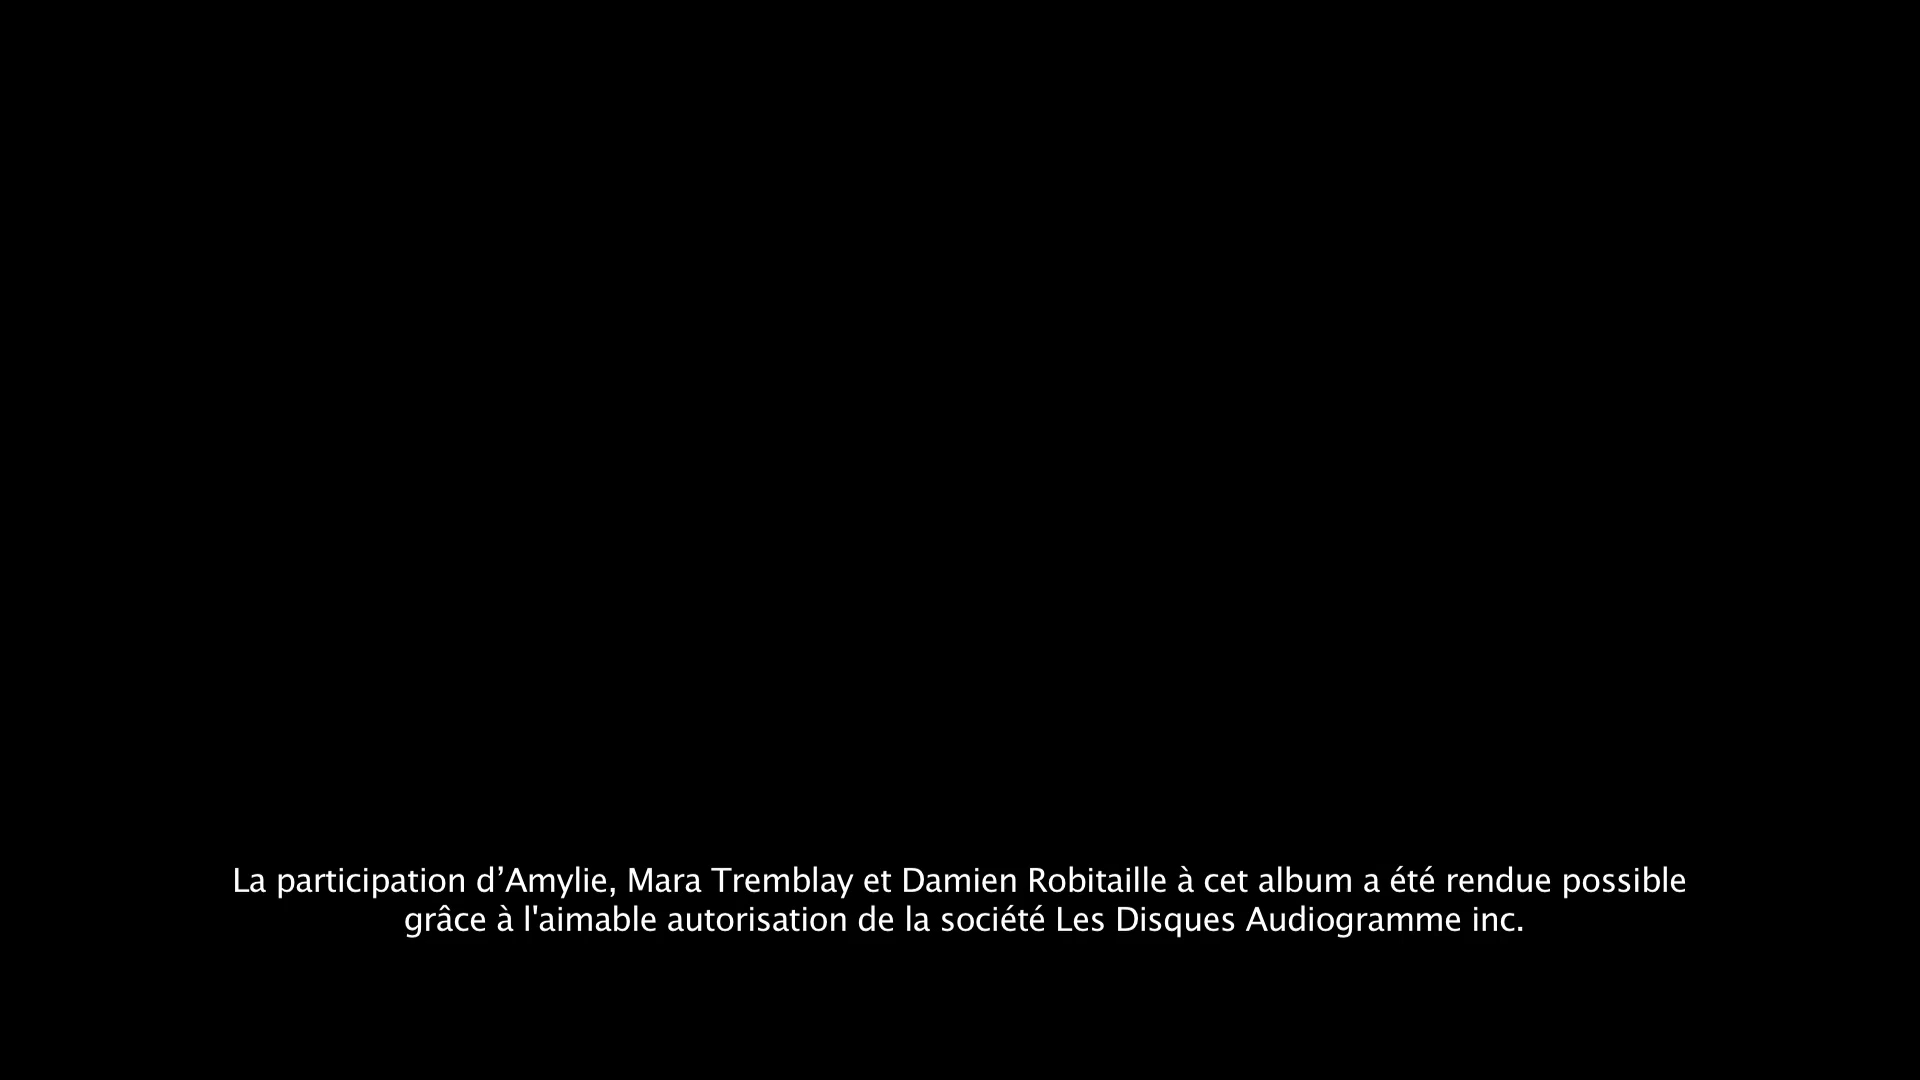 La participation d’Amylie, Mara Tremblay et Damien Robitaille à cet album a été rendue possible
grâce à l'aimable autorisation de la société Les Disques Audiogramme inc.